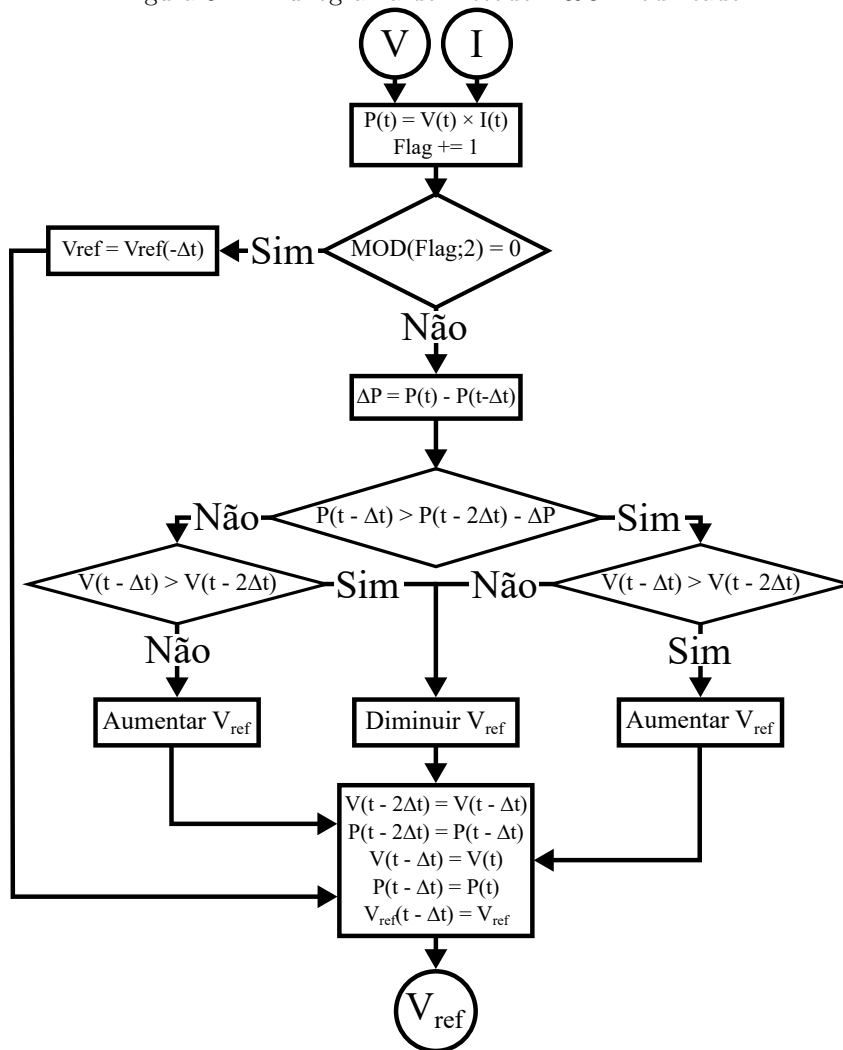 V
I
P(t) = V(t) × I(t)
Flag += 1
MOD(Flag;2) = 0
Sim
Vref = Vref(-Δt)
Não
ΔP = P(t) - P(t-Δt)
P(t - Δt) > P(t - 2Δt) - ΔP
Não
Sim
V(t - Δt) > V(t - 2Δt)
Sim
Não
V(t - Δt) > V(t - 2Δt)
Não
Sim
Aumentar Vref
Diminuir Vref
Aumentar Vref
V(t - 2Δt) = V(t - Δt)
P(t - 2Δt) = P(t - Δt)
V(t - Δt) = V(t)
P(t - Δt) = P(t)
Vref(t - Δt) = Vref
Vref